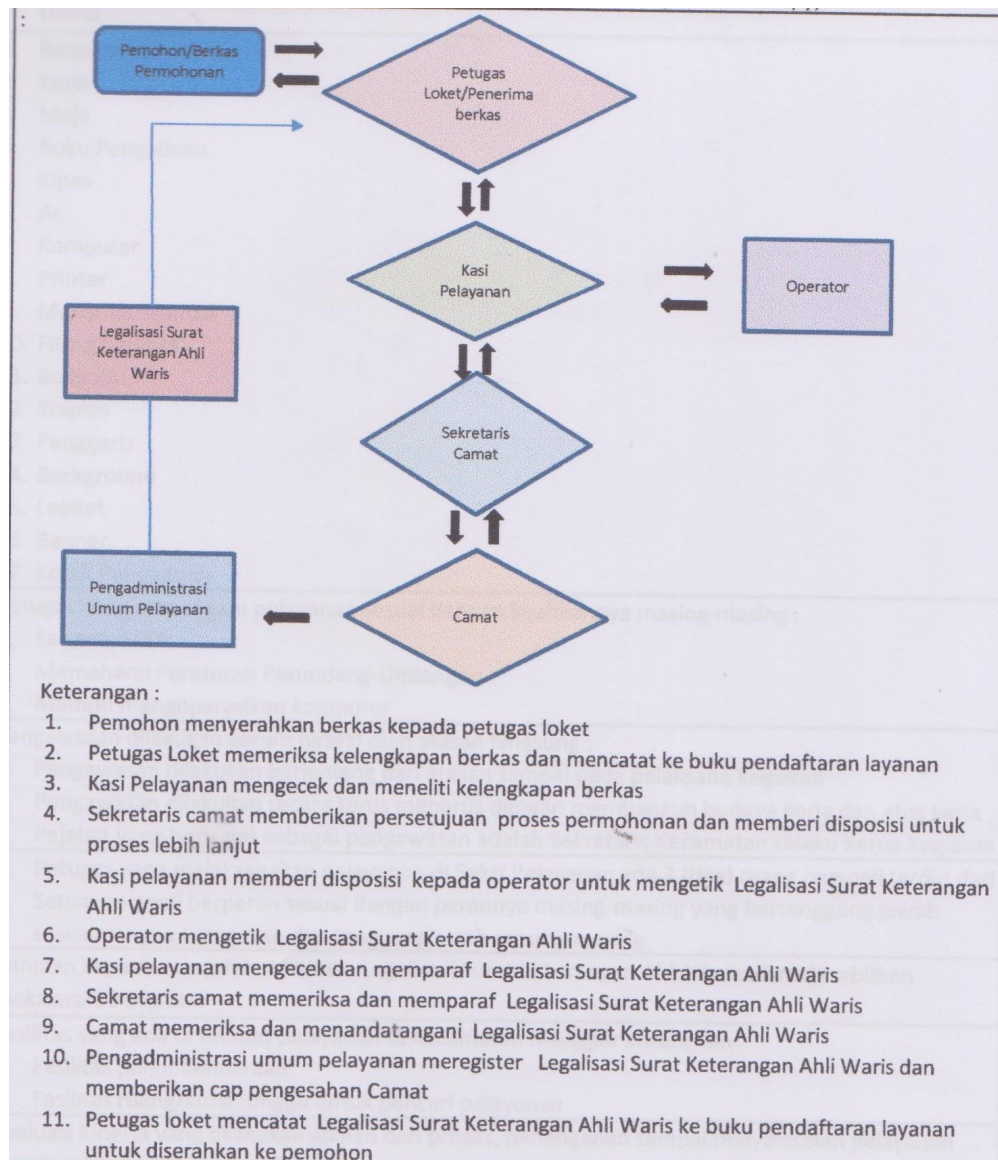 :
Pemohon/Berkas
Permohonan
Petugas
Loket/Penerima
berkas
Kasi
Pelayanan
Operator
Legalisasi Surat
Keterangan Ahli
Waris
Sekretaris
Camat
Pengadministrasi
Umum Pelayanan
Camat
Keterangan :
1. Pemohon menyerahkan berkas kepada petugas loket
2. Petugas Loket memeriksa kelengkapan berkas dan mencatat ke buku pendaftaran layanan
3. Kasi Pelayanan mengecek dan meneliti kelengkapan berkas
4. Sekretaris camat memberikan persetujuan proses permohonan dan memberi disposisi untuk
proses lebih lanjut
5. Kasi pelayanan memberi disposisi kepada operator untuk mengetik Legalisasi Surat Keterangan
Ahli Waris
6. Operator mengetik Legalisasi Surat Keterangan Ahli Waris
7. Kasi pelayanan mengecek dan memparaf Legalisasi Surat Keterangan Ahli Waris
8. Sekretaris camat memeriksa dan memparaf Legalisasi Surat Keterangan Ahli Waris
9. Camat memeriksa dan menandatangani Legalisasi Surat Keterangan Ahli Waris
10. Pengadministrasi umum pelayanan meregister Legalisasi Surat Keterangan Ahli Waris dan
memberikan cap pengesahan Camat
11. Petugas loket mencatat Legalisasi Surat Keterangan Ahli Waris ke buku pendaftaran layanan
untuk diserahkan ke pemohon